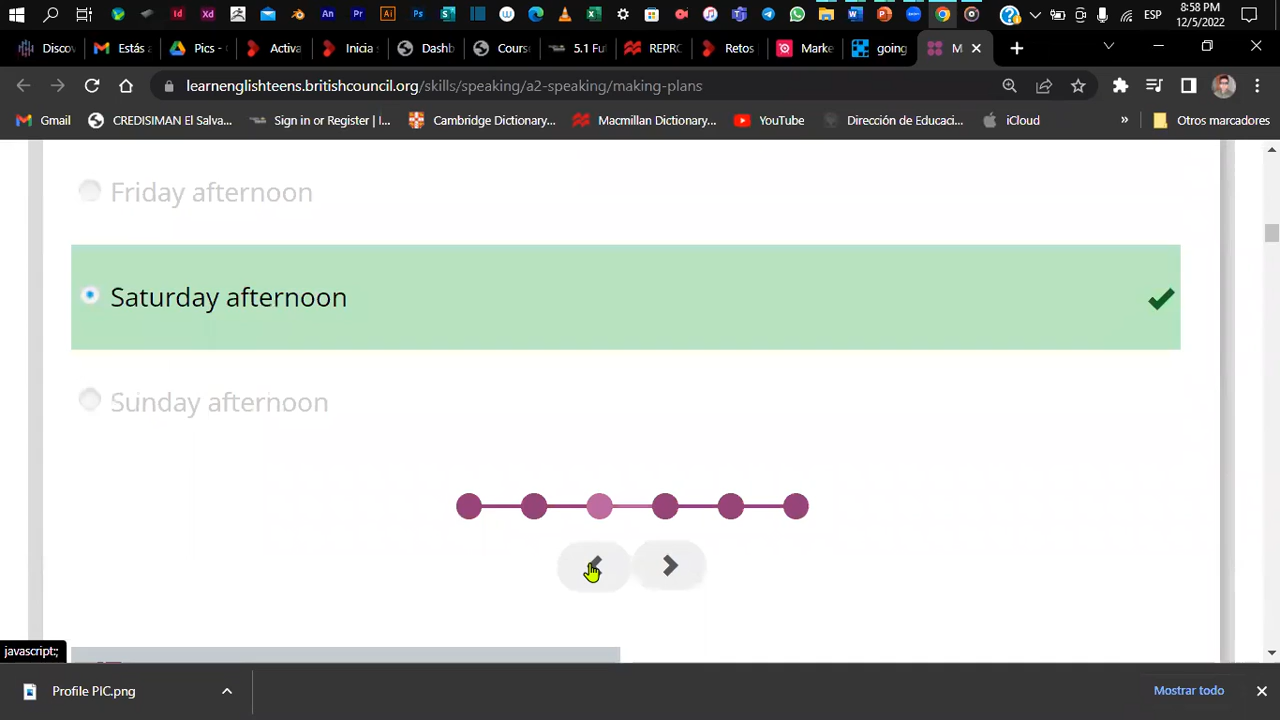 8:58 PM
ESP
12/5/2022
Discov
Estás a
Pics - G
Activa
Inicia s
Dashb
Cours
5.1 Fut
REPRO
Retos
Marke
going
M
learnenglishteens.britishcouncil.org/skills/speaking/a2-speaking/making-plans
Gmail
CREDISIMAN El Salva...
Sign in or Register | I...
Cambridge Dictionary...
Macmillan Dictionary...
YouTube
Dirección de Educaci...
iCloud
»
Otros marcadores
Friday afternoon
Saturday afternoon
Sunday afternoon
javascript:;
Profile PIC.png
Mostrar todo